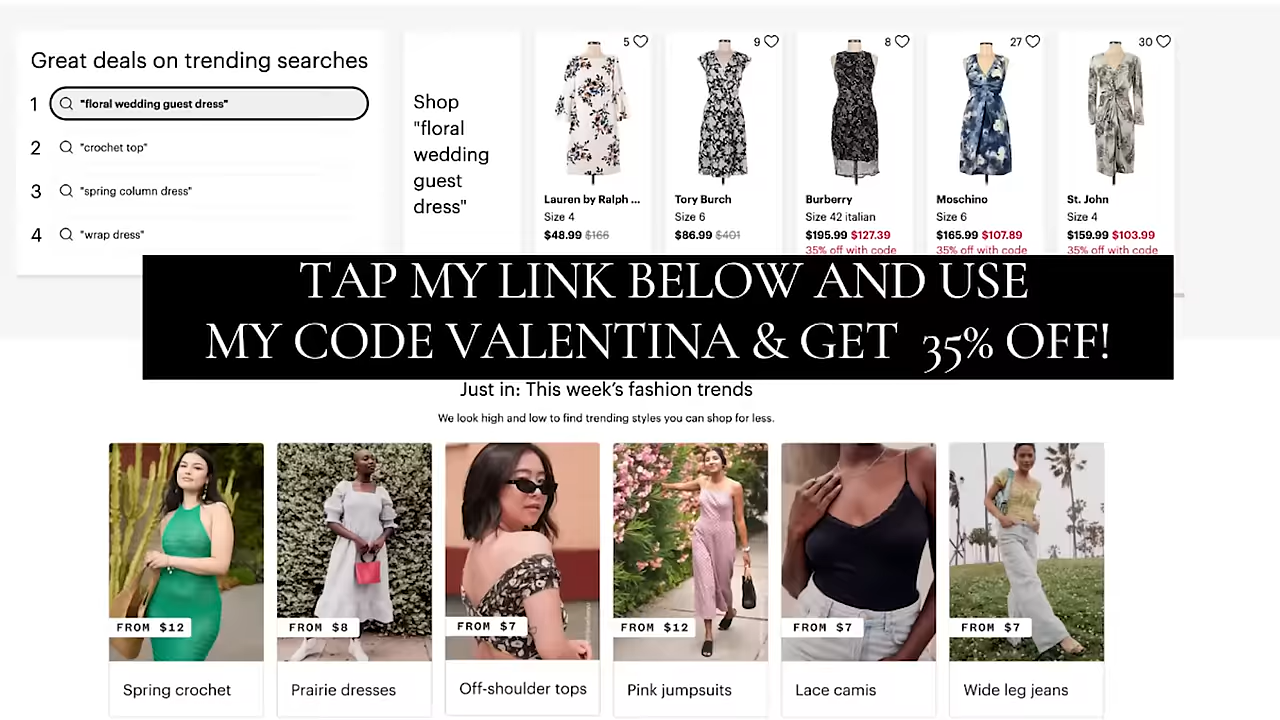 Great deals on trending searches
1 "floral wedding guest dress"
2 "crochet top"
3 "spring column dress"
4 "wrap dress"
Shop
"floral
wedding
guest
dress"
5
Lauren by Ralph ...
Size 4
$48.99 $166
9
Tory Burch
Size 6
$86.99 $401
8
Burberry
Size 42 italian
$195.99 $127.39
35% off with code
27
Moschino
Size 6
$165.99 $107.89
35% off with code
30
St. John
Size 4
$159.99 $103.99
35% off with code
TAP MY LINK BELOW AND USE
MY CODE VALENTINA & GET 35% OFF!
Just in: This week’s fashion trends
We look high and low to find trending styles you can shop for less.
FROM $12
Spring crochet
FROM $8
Prairie dresses
FROM $7
Off-shoulder tops
FROM $12
Pink jumpsuits
FROM $7
Lace camis
FROM $7
Wide leg jeans